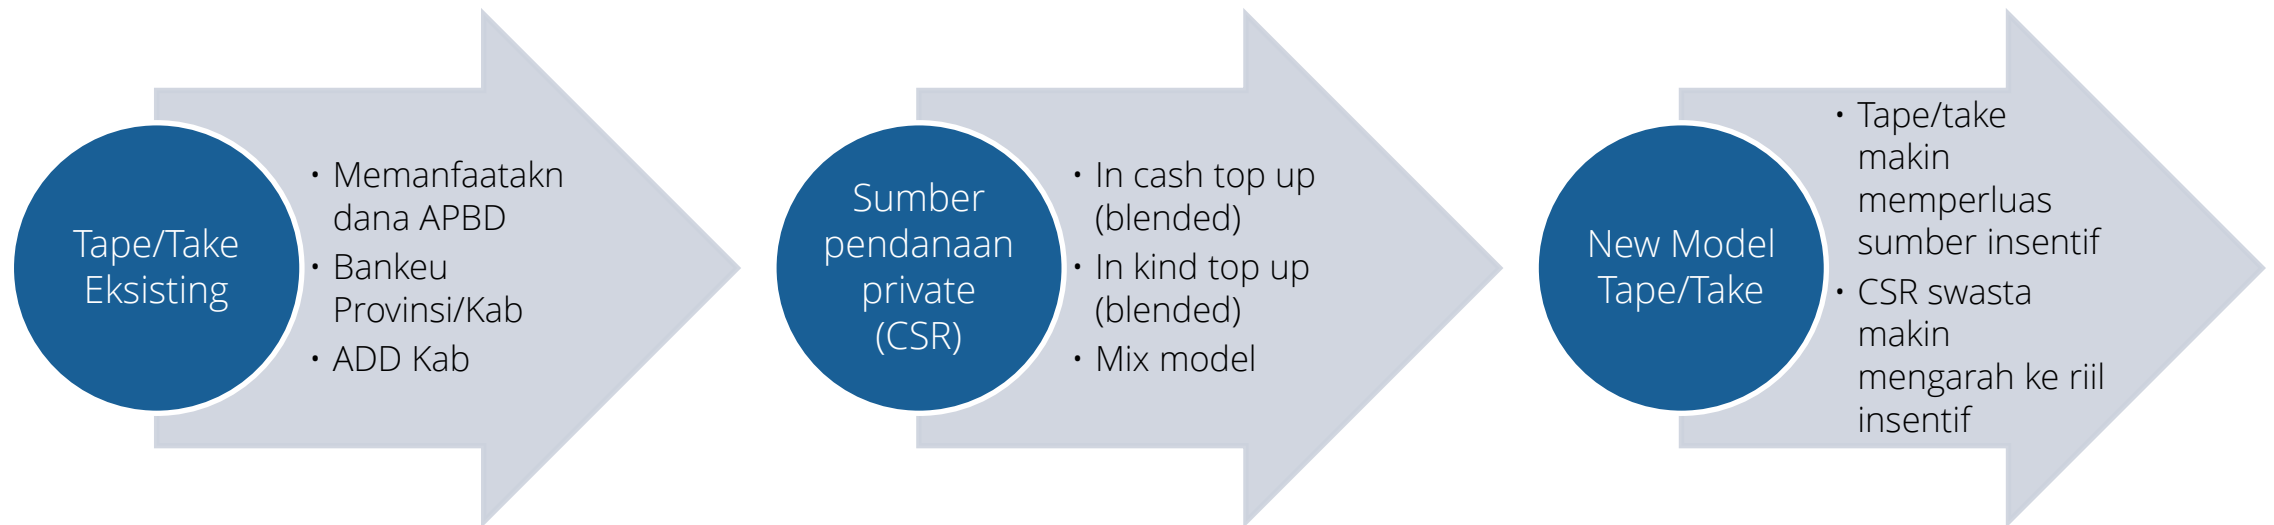 Tape/Take
Eksisting
• Memanfaatakn
dana APBD
• Bankeu
Provinsi/Kab
• ADD Kab
Sumber
pendanaan
private
(CSR)
• In cash top up
(blended)
• In kind top up
(blended)
• Mix model
New Model
Tape/Take
• Tape/take
makin
memperluas
sumber insentif
• CSR swasta
makin
mengarah ke riil
insentif